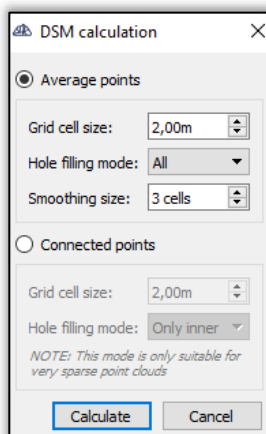 DSM calculation
Average points
Grid cell size: 2,00m
Hole filling mode: All
Smoothing size: 3 cells
Connected points
Grid cell size: 2,00m
Hole filling mode: Only inner
NOTE: This mode is only suitable for
very sparse point clouds
Calculate Cancel